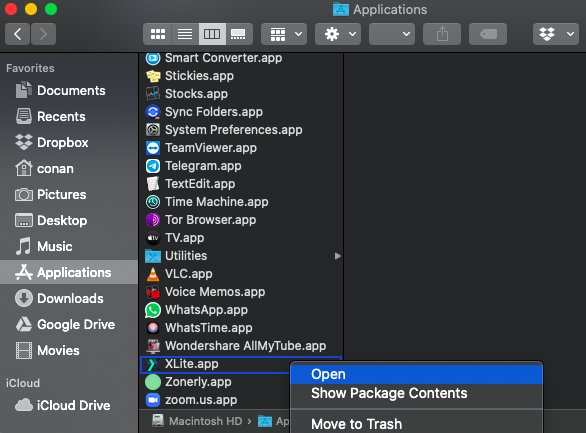 Applications
Favorites
Documents
Recents
Dropbox
conan
Pictures
Desktop
Music
Applications
Downloads
Google Drive
Movies
iCloud
iCloud Drive
Smart Converter.app
Stickies.app
Stocks.app
Sync Folders.app
System Preferences.app
TeamViewer.app
Telegram.app
TextEdit.app
Time Machine.app
Tor Browser.app
TV.app
Utilities
VLC.app
Voice Memos.app
WhatsApp.app
WhatsTime.app
Wondershare AllMyTube.app
XLite.app
Zonerly.app
zoom.us.app
Open
Show Package Contents
Move to Trash
Macintosh HD
Ap